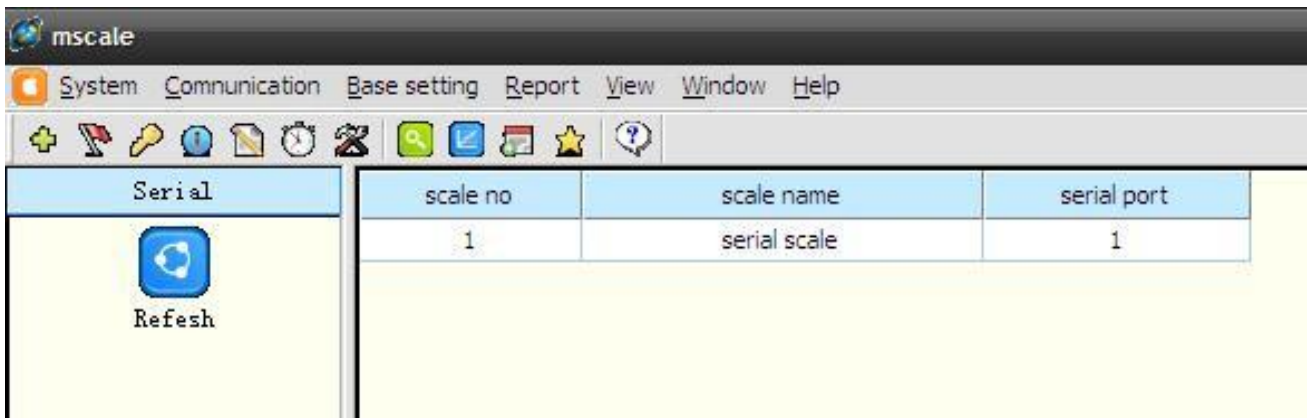 mscale
System Comnunication Base setting Report View Window Help
Serial
scale no scale name serial port
1 serial scale 1
Refesh